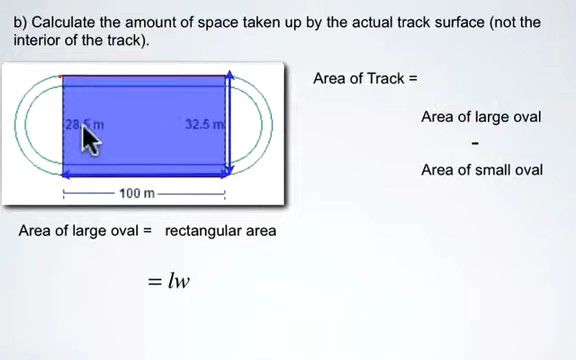 b) Calculate the amount of space taken up by the actual track surface (not the
interior of the track).
Area of Track =
Area of large oval
-
Area of small oval
28.5 m
32.5 m
100 m
Area of large oval = rectangular area
= lw